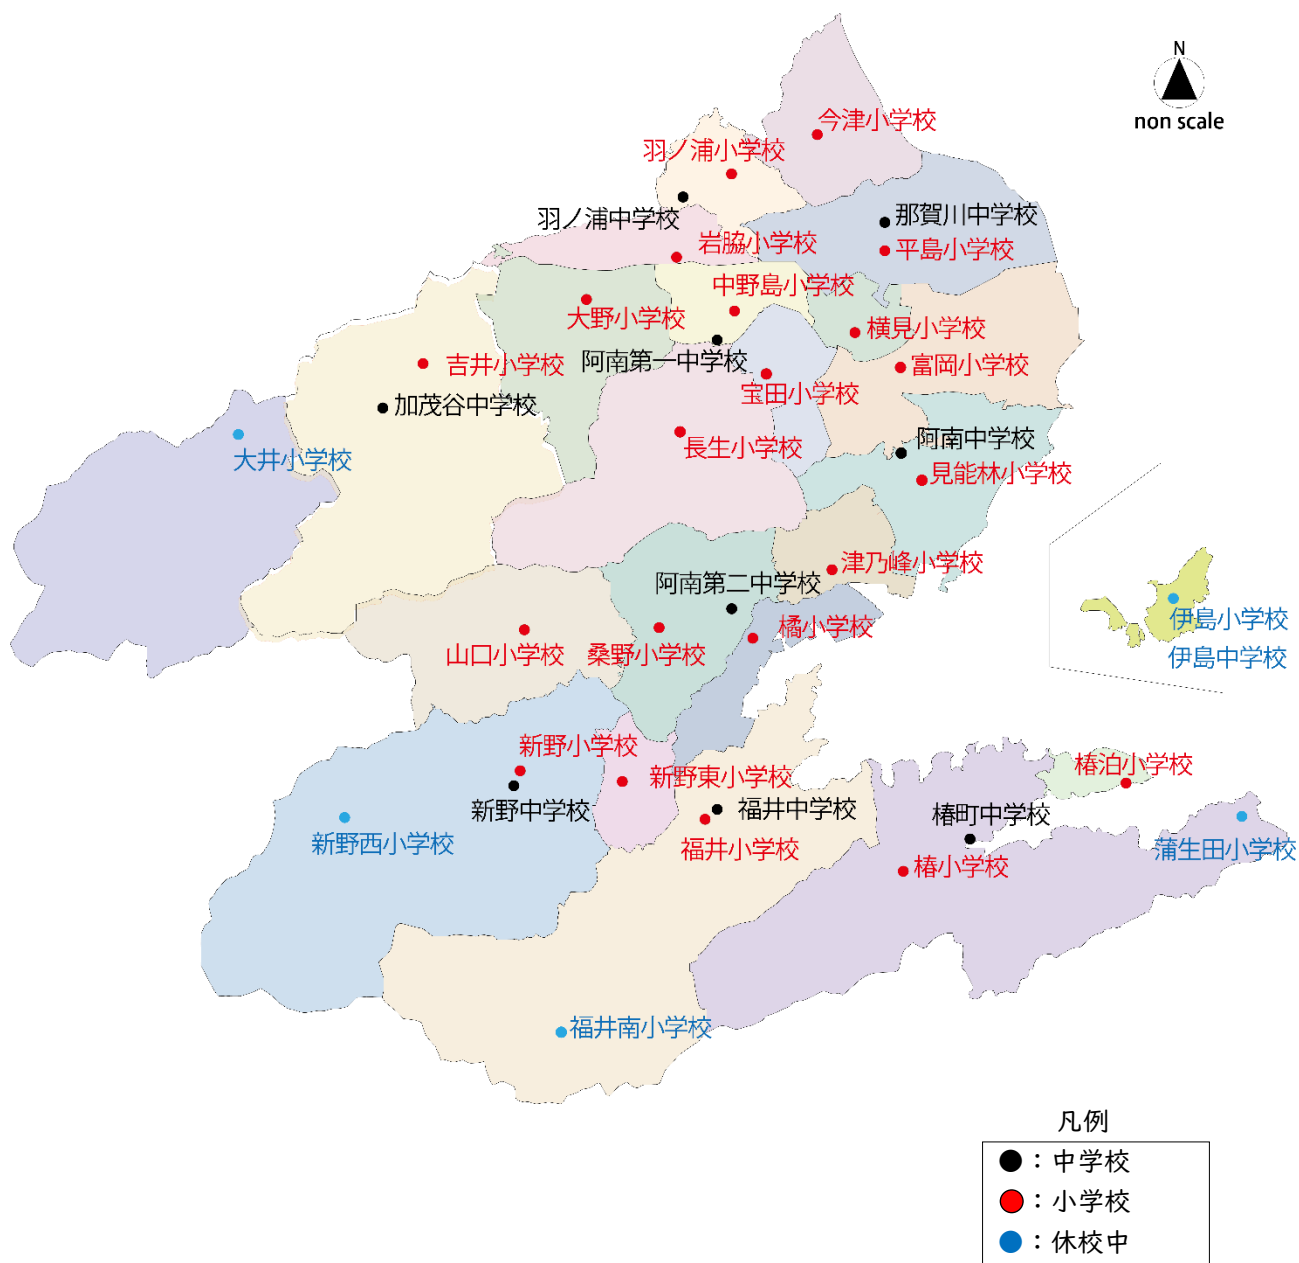 N
non scale
今津小学校
羽ノ浦小学校
羽ノ浦中学校
那賀川中学校
岩脇小学校
平島小学校
中野島小学校
大野小学校
横見小学校
阿南第一中学校
吉井小学校
富岡小学校
宝田小学校
加茂谷中学校
阿南中学校
長生小学校
大井小学校
見能林小学校
津乃峰小学校
阿南第二中学校
伊島小学校
橘小学校
山口小学校
桑野小学校
伊島中学校
新野小学校
新野東小学校
椿泊小学校
新野中学校
福井中学校
椿町中学校
新野西小学校
福井小学校
蒲生田小学校
椿小学校
福井南小学校
凡例
：中学校
：小学校
：休校中